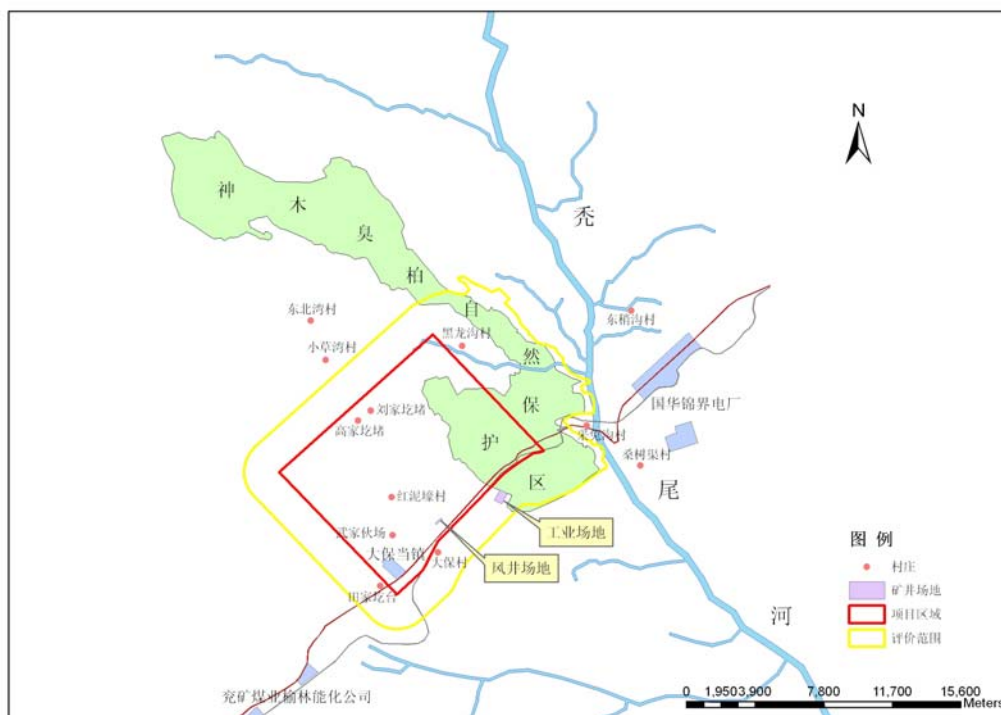 N
神
木
臭
柏
自
然
保
护
区
秃
尾
河
东北湾村
小草湾村
黑龙沟村
东梢沟村
刘家圪堵
高家圪堵
国华锦界电厂
桑树渠村
红泥壕村
武家伙场
大保当镇
大保村
田家圪台
工业场地
风井场地
兖矿煤业榆林能化公司
图 例
村庄
矿井场地
项目区域
评价范围
0 1,950 3,900 7,800 11,700 15,600
Meters